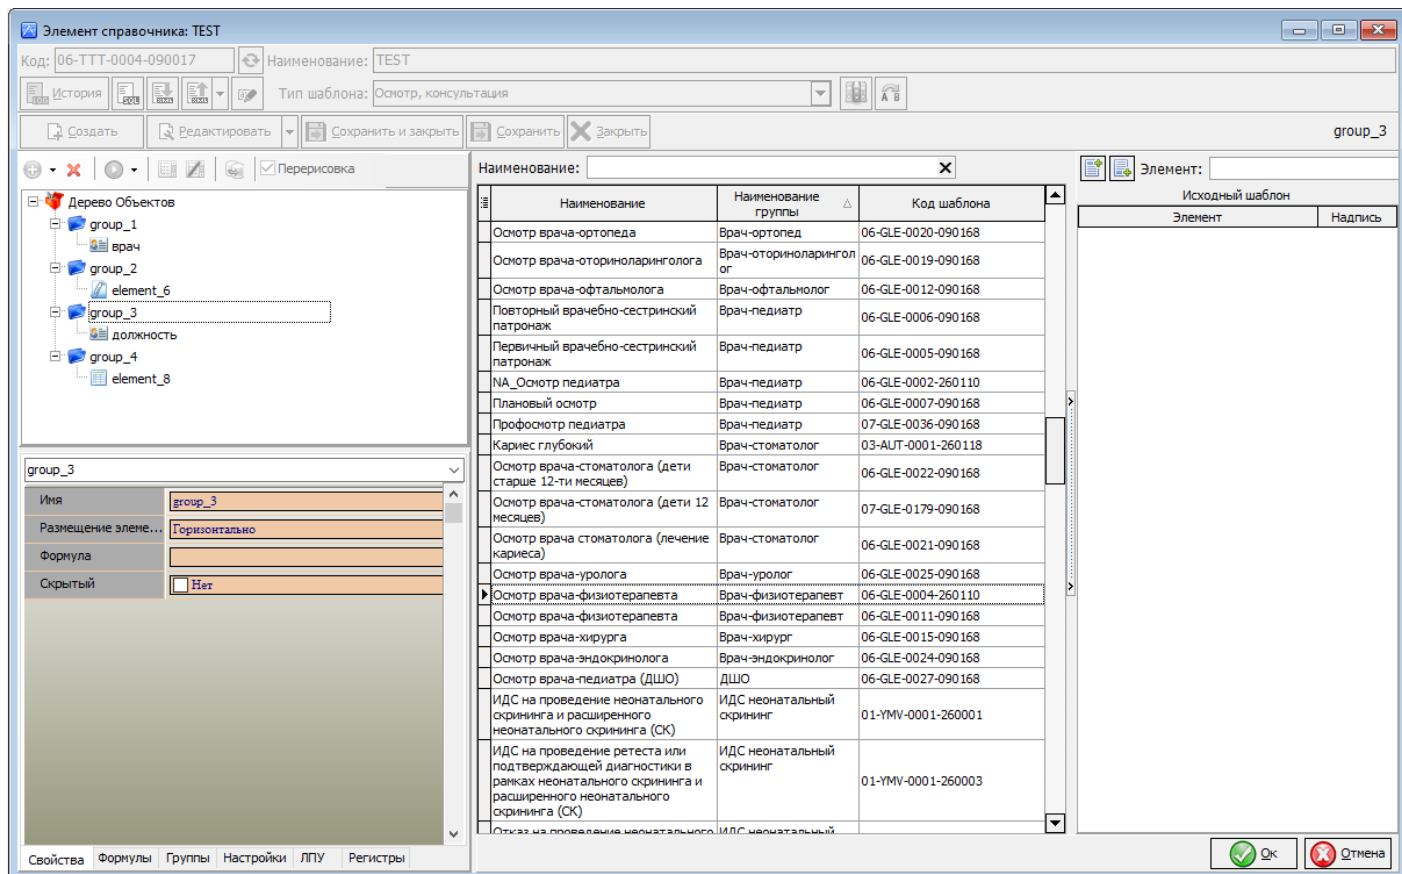 Элемент справочника: TEST
Код: 06-ТТТ-0004-090017 Наименование: TEST
История Тип шаблона: Осмотр, консультация
Создать Редактировать Сохранить и закрыть Сохранить Закрыть group_3
Перерисовка
Дерево Объектов
group_1
врач
group_2
element_6
group_3
должность
group_4
element_8
group_3
Имя group_3
Размещение элеме... Горизонтально
Формула
Скрытый Нет
Свойства Формулы Группы Настройки ЛПУ Регистры
Наименование:
Наименование Наименование группы Код шаблона
Осмотр врача-ортопеда Врач-ортопед 06-GLE-0020-090168
Осмотр врача-оториноларинголога Врач-оториноларинголог 06-GLE-0019-090168
Осмотр врача-офтальмолога Врач-офтальмолог 06-GLE-0012-090168
Повторный врачебно-сестринский патронаж Врач-педиатр 06-GLE-0006-090168
Первичный врачебно-сестринский патронаж Врач-педиатр 06-GLE-0005-090168
NA_Осмотр педиатра Врач-педиатр 06-GLE-0002-260110
Плановый осмотр Врач-педиатр 06-GLE-0007-090168
Профосмотр педиатра Врач-педиатр 07-GLE-0036-090168
Кариес глубокий Врач-стоматолог 03-AUT-0001-260118
Осмотр врача-стоматолога (дети старше 12-ти месяцев) Врач-стоматолог 06-GLE-0022-090168
Осмотр врача-стоматолога (дети 12 месяцев) Врач-стоматолог 07-GLE-0179-090168
Осмотр врача стоматолога (лечение кариеса) Врач-стоматолог 06-GLE-0021-090168
Осмотр врача-уролога Врач-уролог 06-GLE-0025-090168
Осмотр врача-физиотерапевта Врач-физиотерапевт 06-GLE-0004-260110
Осмотр врача-физиотерапевта Врач-физиотерапевт 06-GLE-0011-090168
Осмотр врача-хирурга Врач-хирург 06-GLE-0015-090168
Осмотр врача-эндокринолога Врач-эндокринолог 06-GLE-0024-090168
Осмотр врача-педиатра (ДШО) ДШО 06-GLE-0027-090168
ИДС на проведение неонатального скрининга и расширенного неонатального скрининга (СК) ИДС неонатальный скрининг 01-YMV-0001-260001
ИДС на проведение ретеста или подтверждающей диагностики в рамках неонатального скрининга и расширенного неонатального скрининга (СК) ИДС неонатальный скрининг 01-YMV-0001-260003
Отказ на проведение неонатального ИДС неонатальный
Элемент:
Исходный шаблон
Элемент Надпись
Ок Отмена